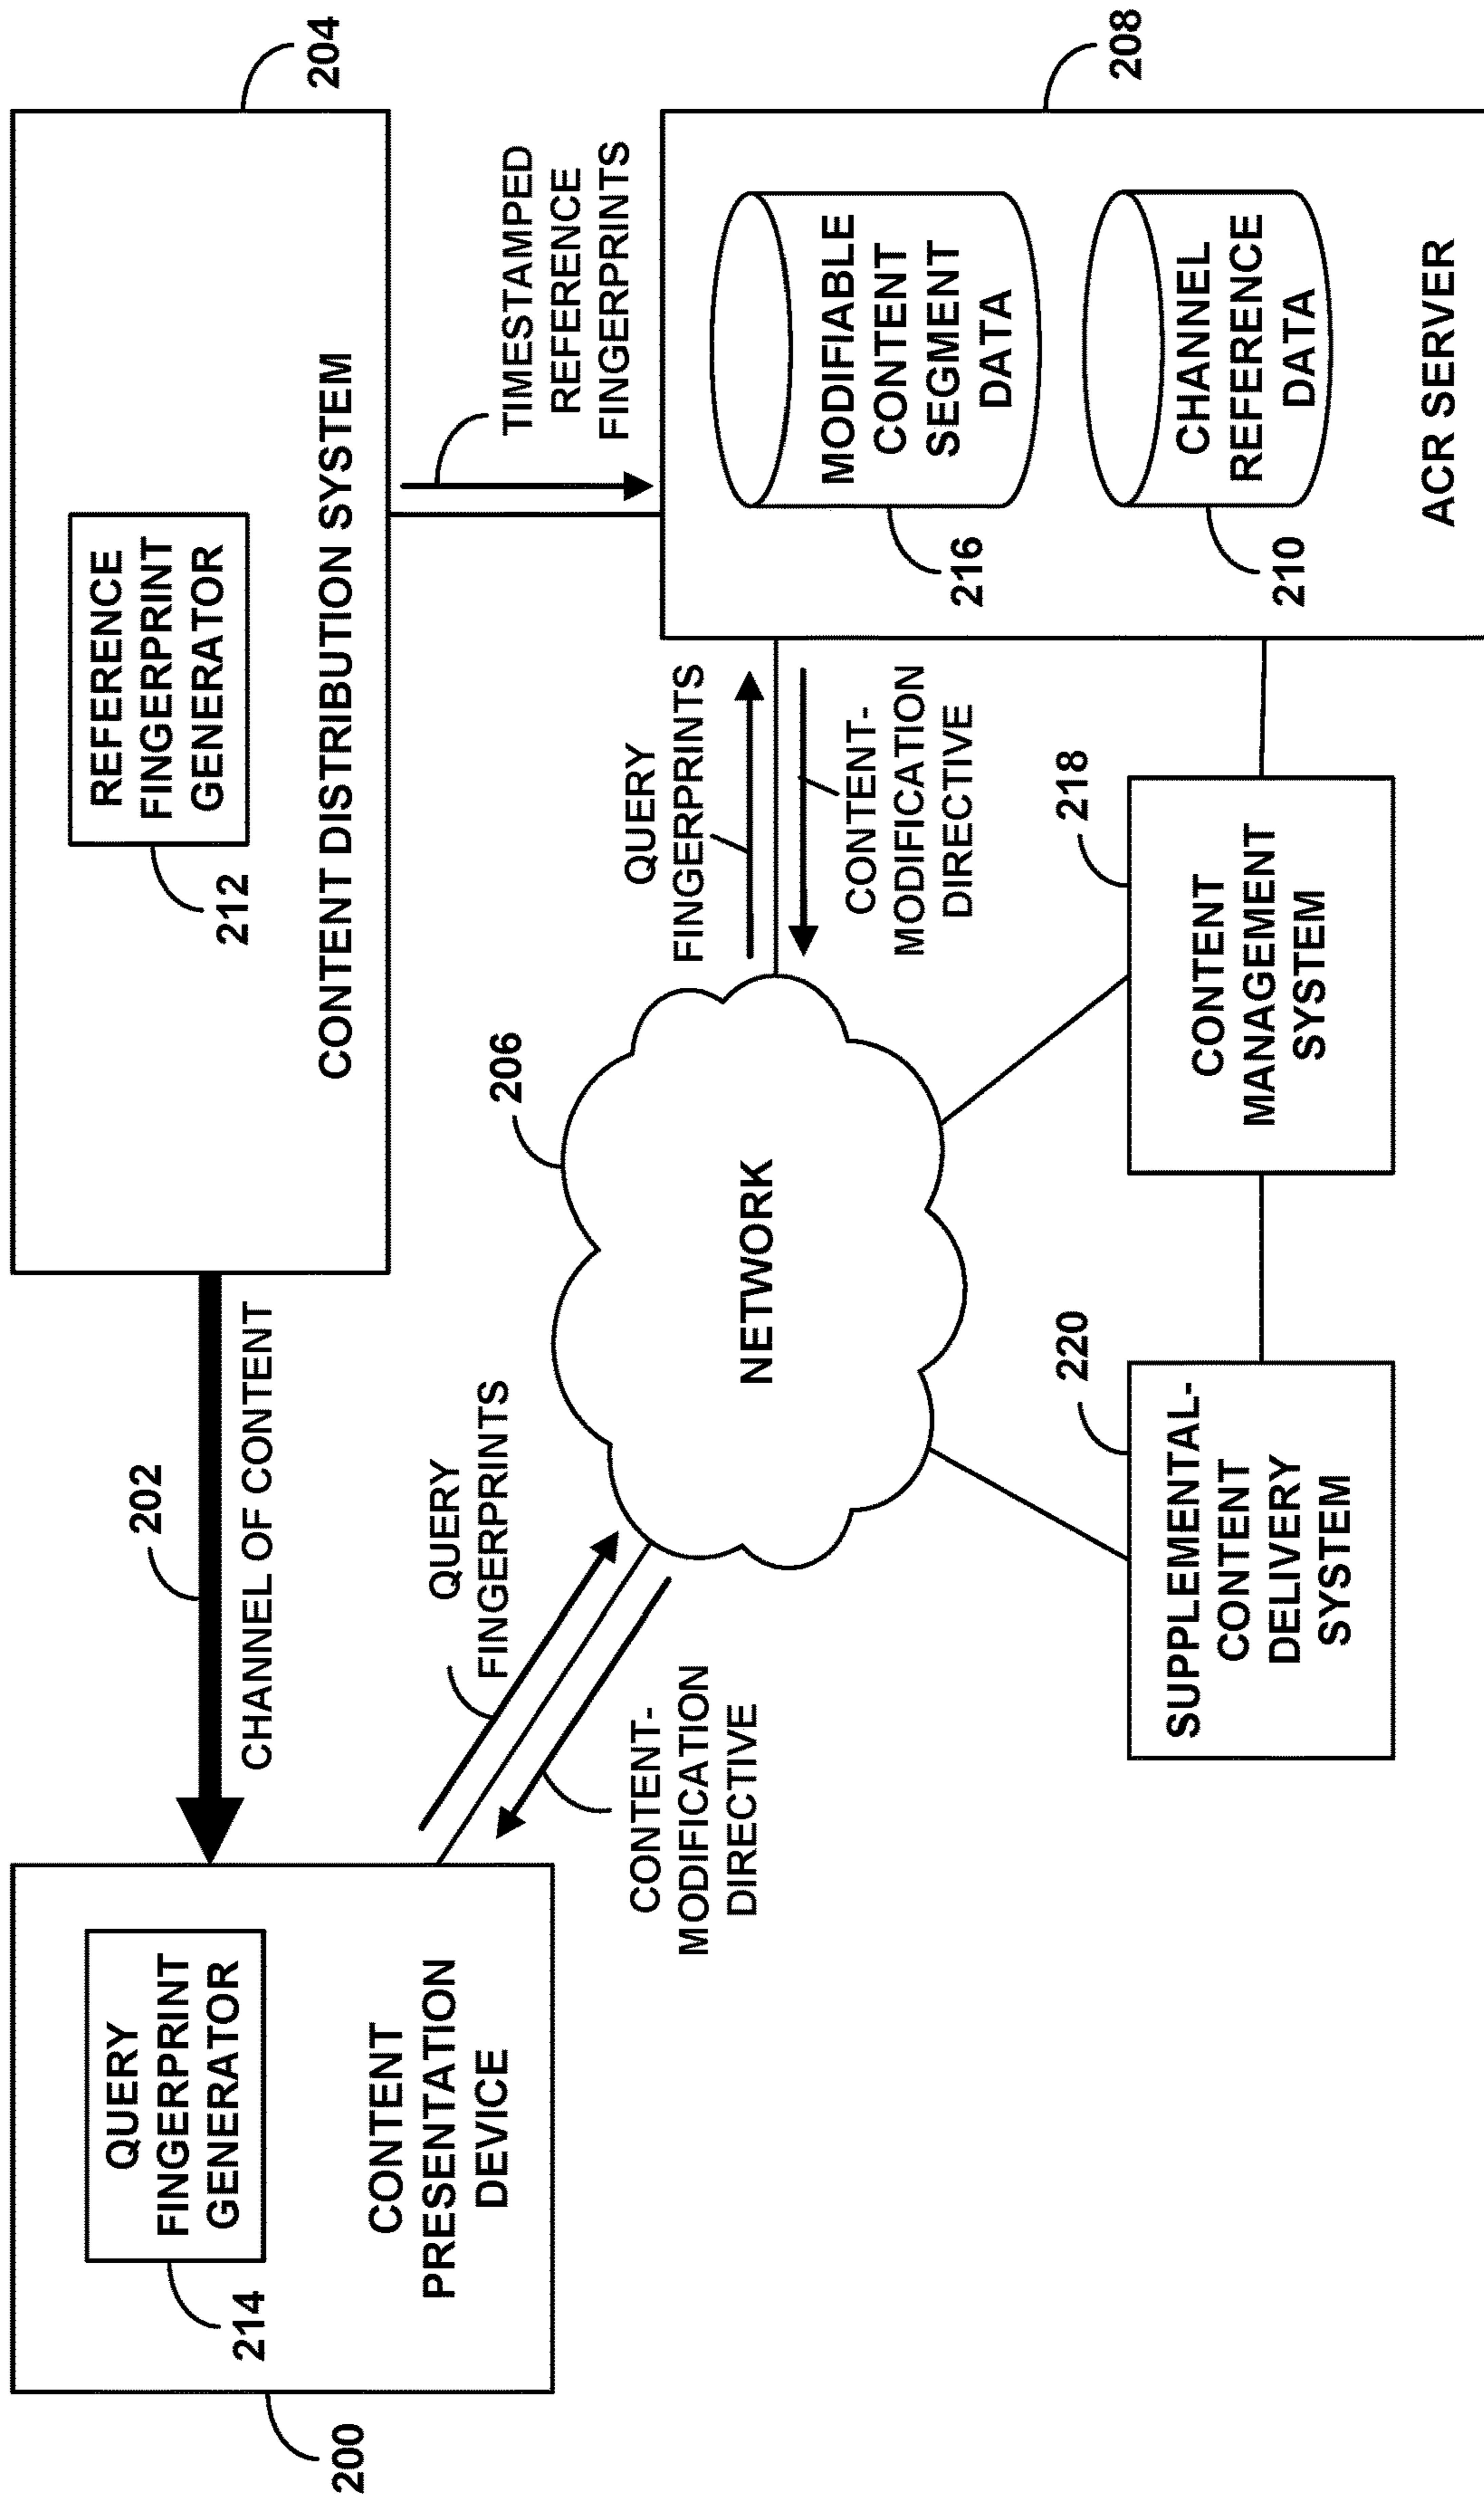 204
REFERENCE
FINGERPRINT
GENERATOR
212
CONTENT DISTRIBUTION SYSTEM
202
CHANNEL OF CONTENT
QUERY
FINGERPRINT
GENERATOR
214
CONTENT
PRESENTATION
DEVICE
200
QUERY
FINGERPRINTS
CONTENT-
MODIFICATION
DIRECTIVE
206
NETWORK
QUERY
FINGERPRINTS
CONTENT-
MODIFICATION
DIRECTIVE
TIMESTAMPED
REFERENCE
FINGERPRINTS
208
MODIFIABLE
CONTENT
SEGMENT
DATA
216
CHANNEL
REFERENCE
DATA
210
ACR SERVER
218
CONTENT
MANAGEMENT
SYSTEM
220
SUPPLEMENTAL-
CONTENT
DELIVERY
SYSTEM